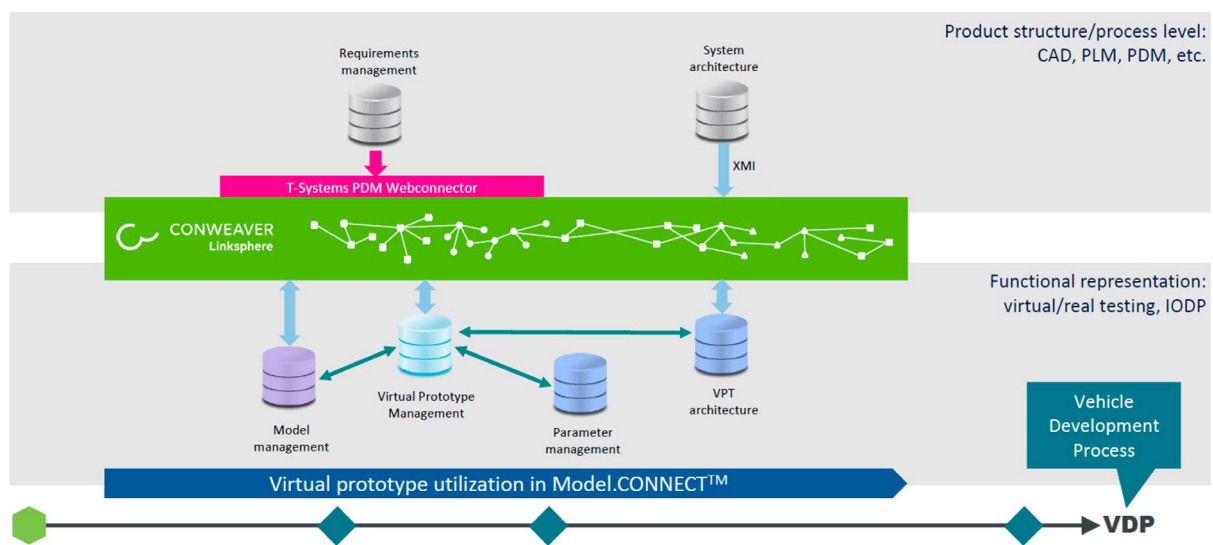 Product structure/process level:
CAD, PLM, PDM, etc.
Requirements
management
System
architecture
XMI
T-Systems PDM Webconnector
CONWEAVER
Linksphere
Functional representation:
virtual/real testing, IODP
Virtual Prototype
Management
VPT
architecture
Model
management
Parameter
management
Vehicle
Development
Process
Virtual prototype utilization in Model.CONNECT™
VDP